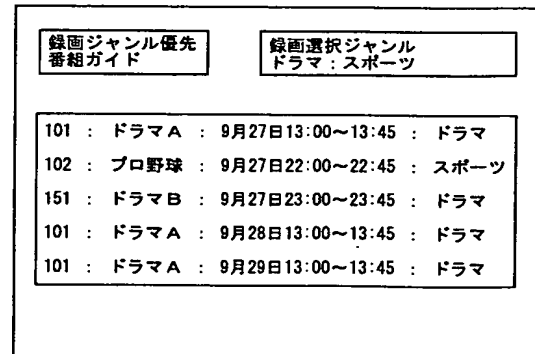 録画ジャンル優先
番組ガイド
録画選択ジャンル
ドラマ：スポーツ
101 : ドラマA : 9月27日13:00～13:45 : ドラマ
102 : プロ野球 : 9月27日22:00～22:45 : スポーツ
151 : ドラマB : 9月27日23:00～23:45 : ドラマ
101 : ドラマA : 9月28日13:00～13:45 : ドラマ
101 : ドラマA : 9月29日13:00～13:45 : ドラマ